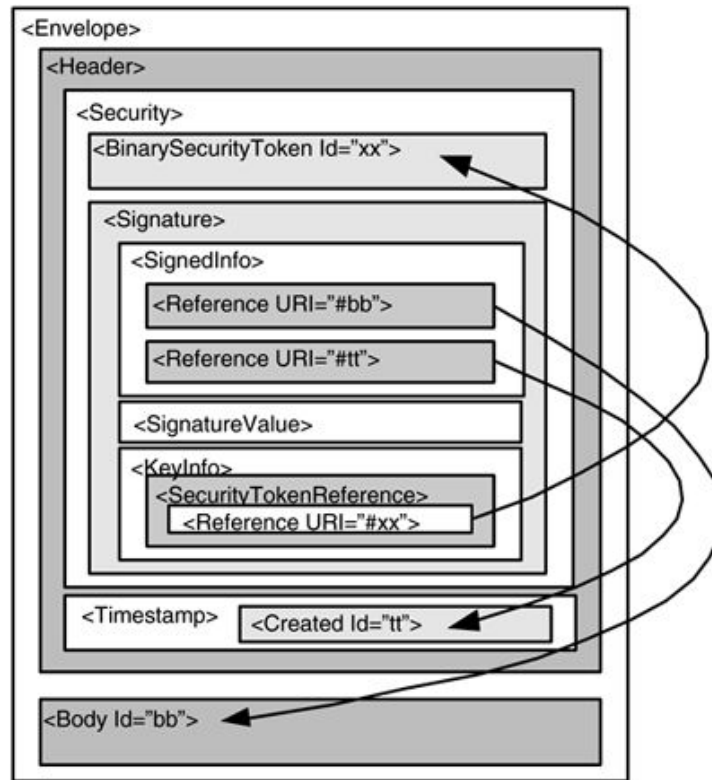 <Envelope>
<Header>
<Security>
<BinarySecurityToken Id="xx">
<Signature>
<SignedInfo>
<Reference URI="#bb">
<Reference URI="#tt">
<SignatureValue>
<KeyInfo>
<SecurityTokenReference>
<Reference URI="#xx">
<Timestamp> <Created Id="tt">
<Body Id="bb">